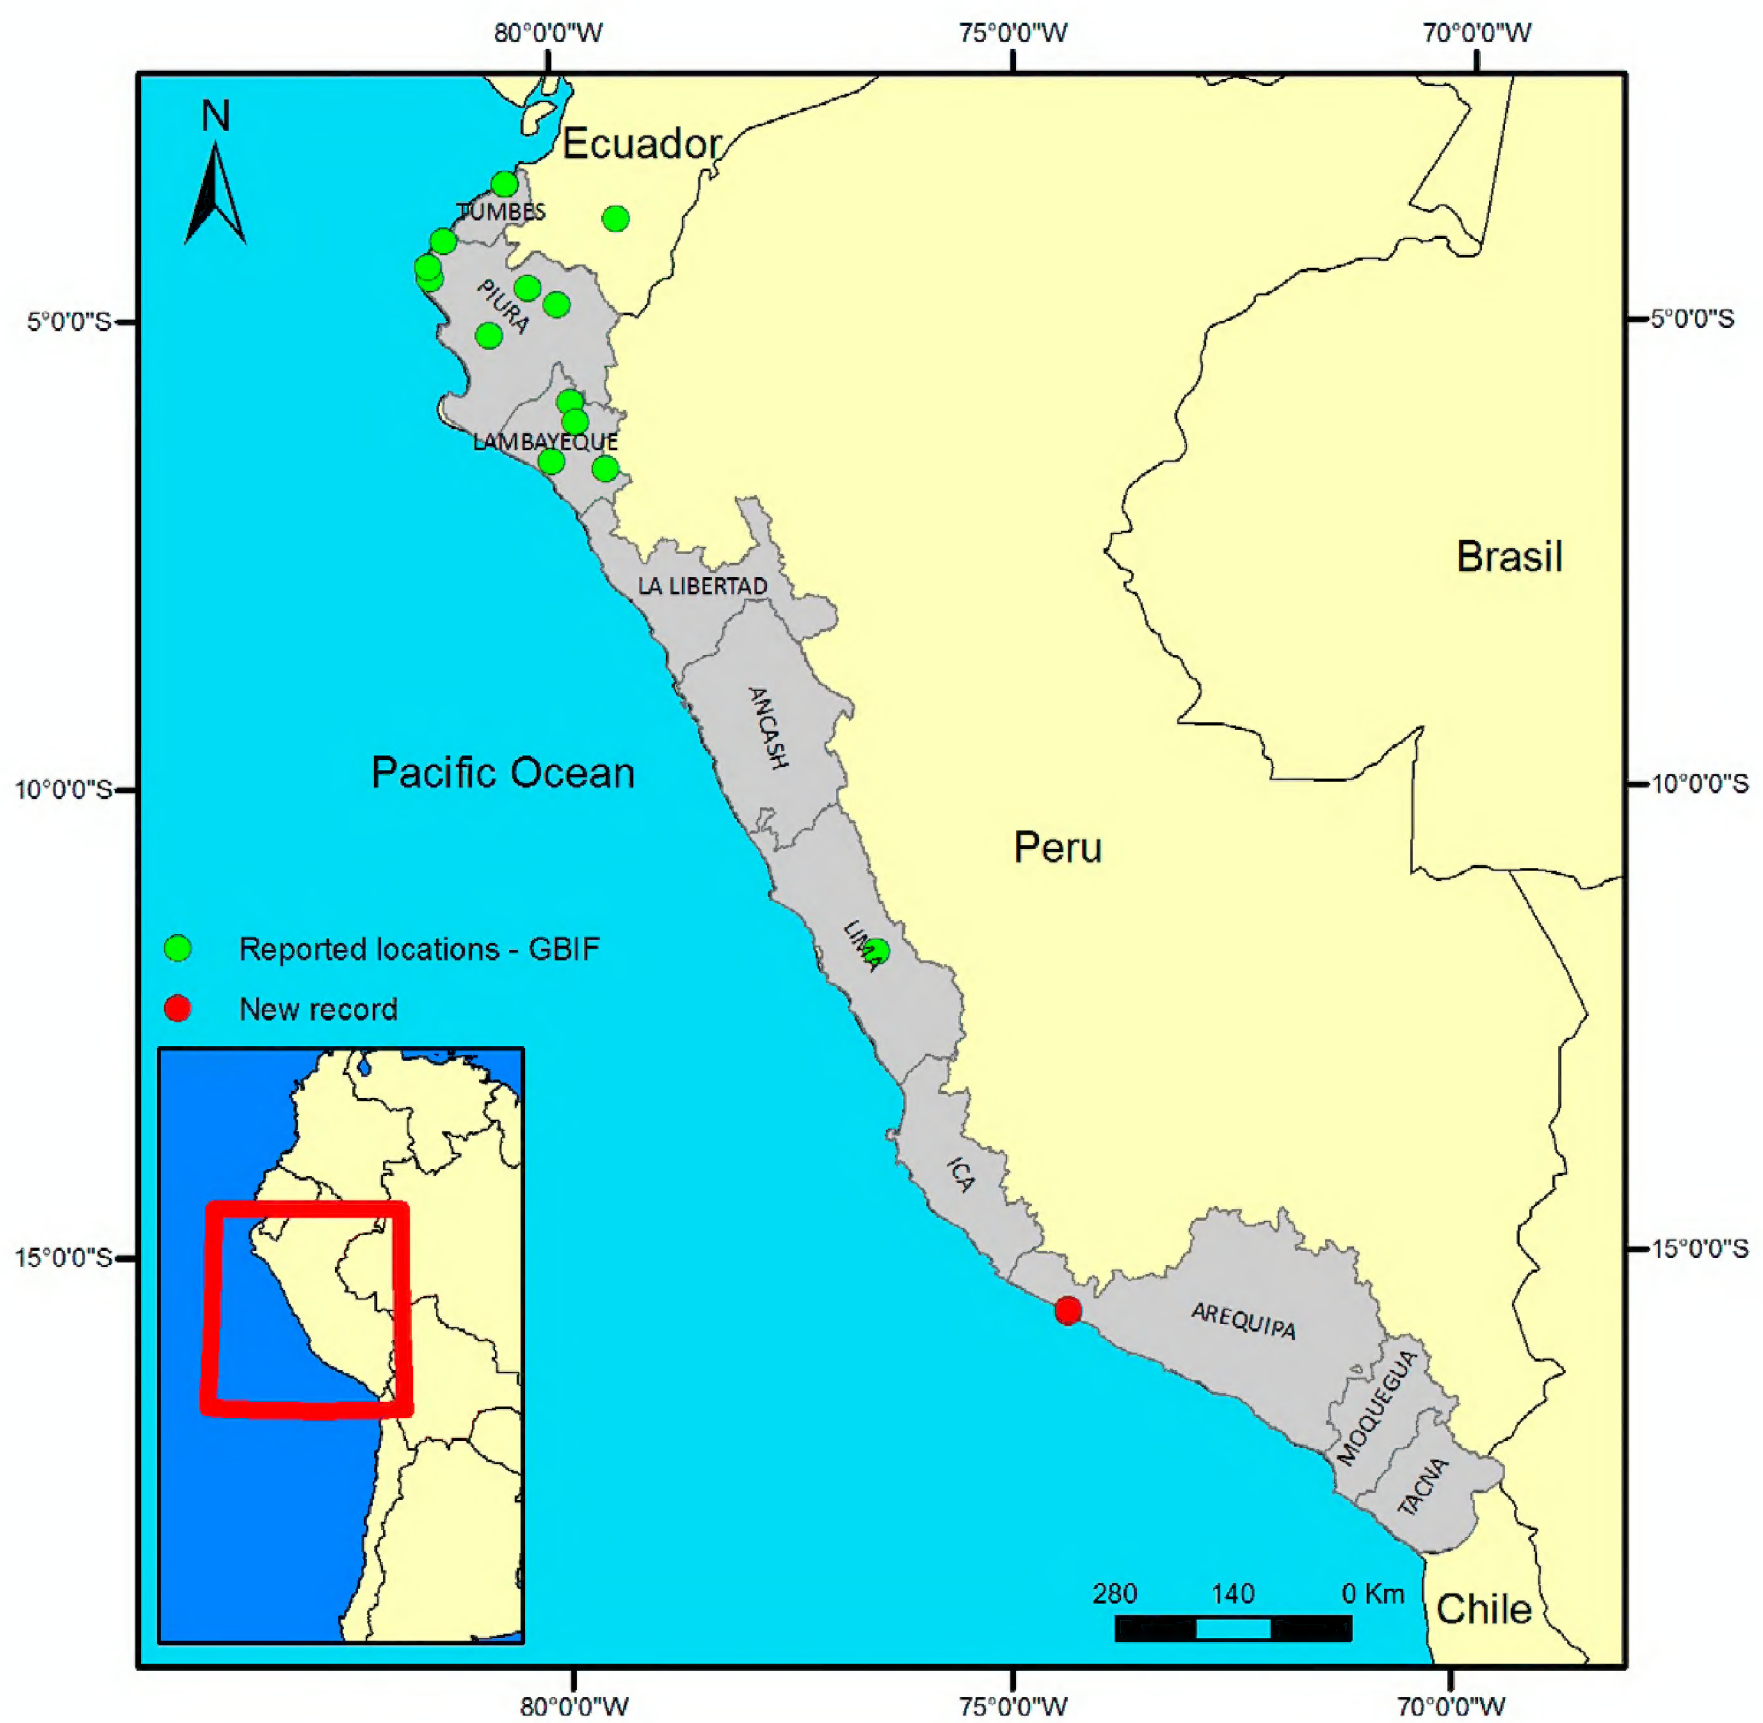 80°0'0"W 75°0'0"W 70°0'0"W
N
Ecuador
TUMBES
PIURA
5°0'0"S 5°0'0"S
LAMBAYEQUE
Brasil
LA LIBERTAD
ANCASH
Pacific Ocean
10°0'0"S 10°0'0"S
Peru
LIMA
Reported locations - GBIF
New record
ICA
15°0'0"S 15°0'0"S
AREQUIPA
MOQUEGUA
TACNA
280 140 0 Km
Chile
80°0'0"W 75°0'0"W 70°0'0"W